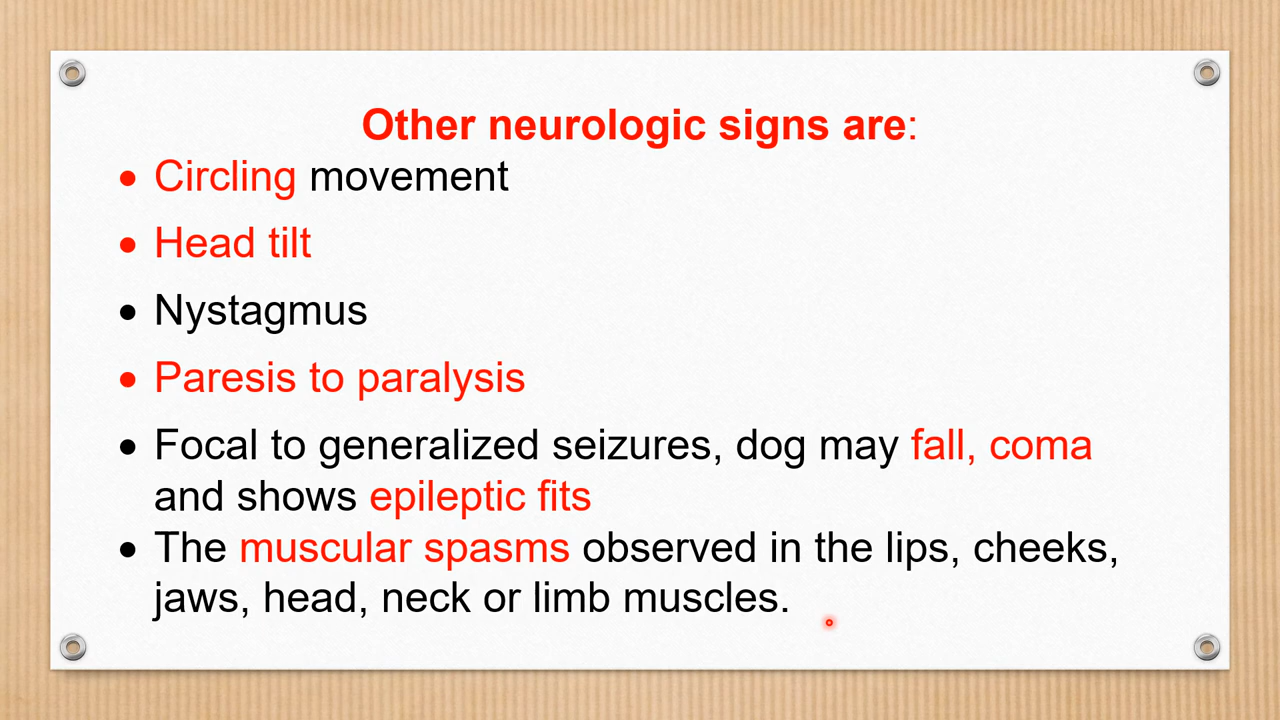 Other neurologic signs are:
• Circling movement
• Head tilt
• Nystagmus
• Paresis to paralysis
• Focal to generalized seizures, dog may fall, coma
and shows epileptic fits
• The muscular spasms observed in the lips, cheeks,
jaws, head, neck or limb muscles.